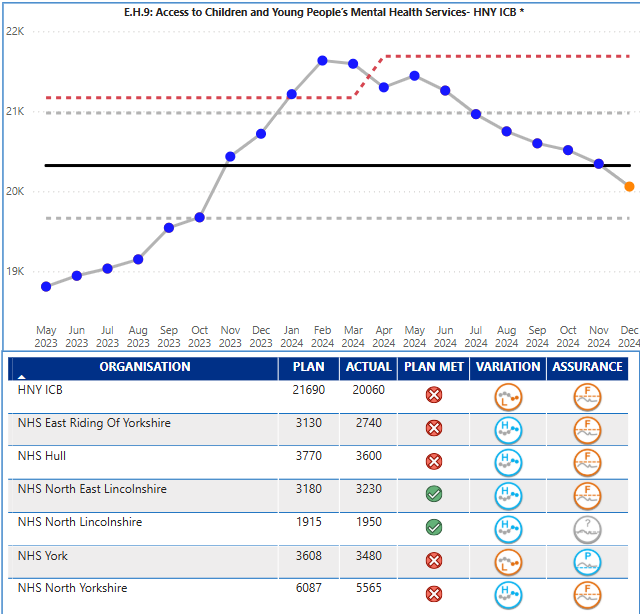 E.H.9: Access to Children and Young People's Mental Health Services- HNY ICB *
22K
21K
20K
19K
May 2023 Jun 2023 Jul 2023 Aug 2023 Sep 2023 Oct 2023 Nov 2023 Dec 2023 Jan 2024 Feb 2024 Mar 2024 Apr 2024 May 2024 Jun 2024 Jul 2024 Aug 2024 Sep 2024 Oct 2024 Nov 2024 Dec 2024
ORGANISATION PLAN ACTUAL PLAN MET VARIATION ASSURANCE
HNY ICB 21690 20060 L F
NHS East Riding Of Yorkshire 3130 2740 H F
NHS Hull 3770 3600 H F
NHS North East Lincolnshire 3180 3230 H F
NHS North Lincolnshire 1915 1950 H ?
NHS York 3608 3480 L P
NHS North Yorkshire 6087 5565 H F